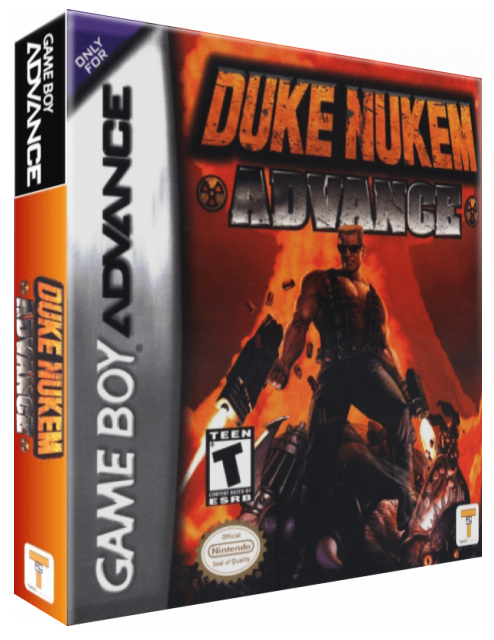 GAME BOY
ADVANCE
DUKE NUKEM
ADVANCE
ONLY
FOR
GAME BOY ADVANCE
DUKE NUKEM
ADVANCE
TEEN
T
CONTENT RATED BY
ESRB
Official
Nintendo
Seal of Quality